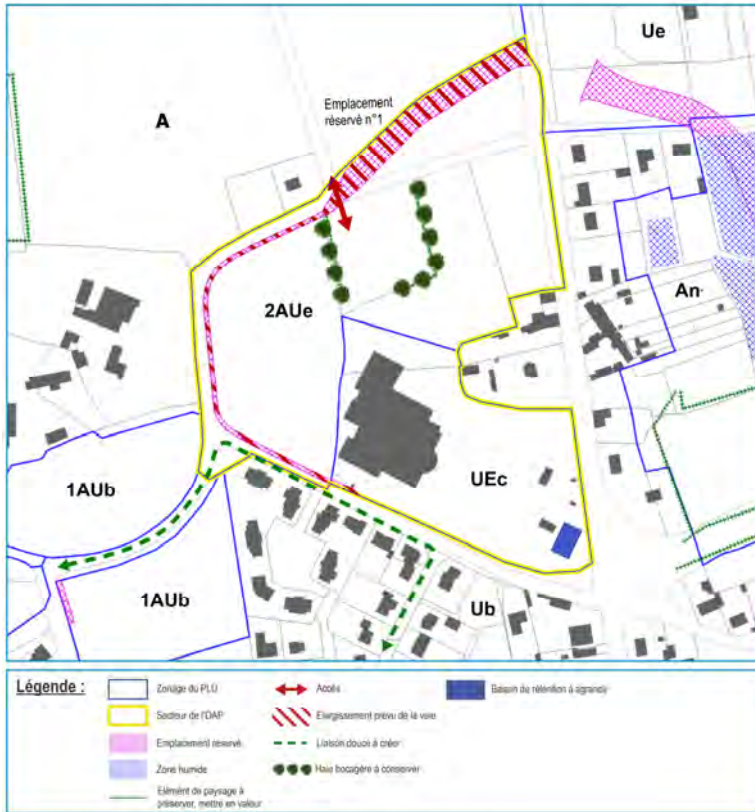 Ue
Emplacement
réservé n°1
A
An
2AUe
1AUb
UEc
1AUb
Ub
Légende :
Zonage du PLU
Accès
Bassin de rétention à agrandir
Secteur de l'OAP
Elargissement prévu de la voie
Emplacement réservé
Liaison douce à créer
Zone humide
Haie bocagère à conserver
Elément de paysage à
préserver, mettre en valeur